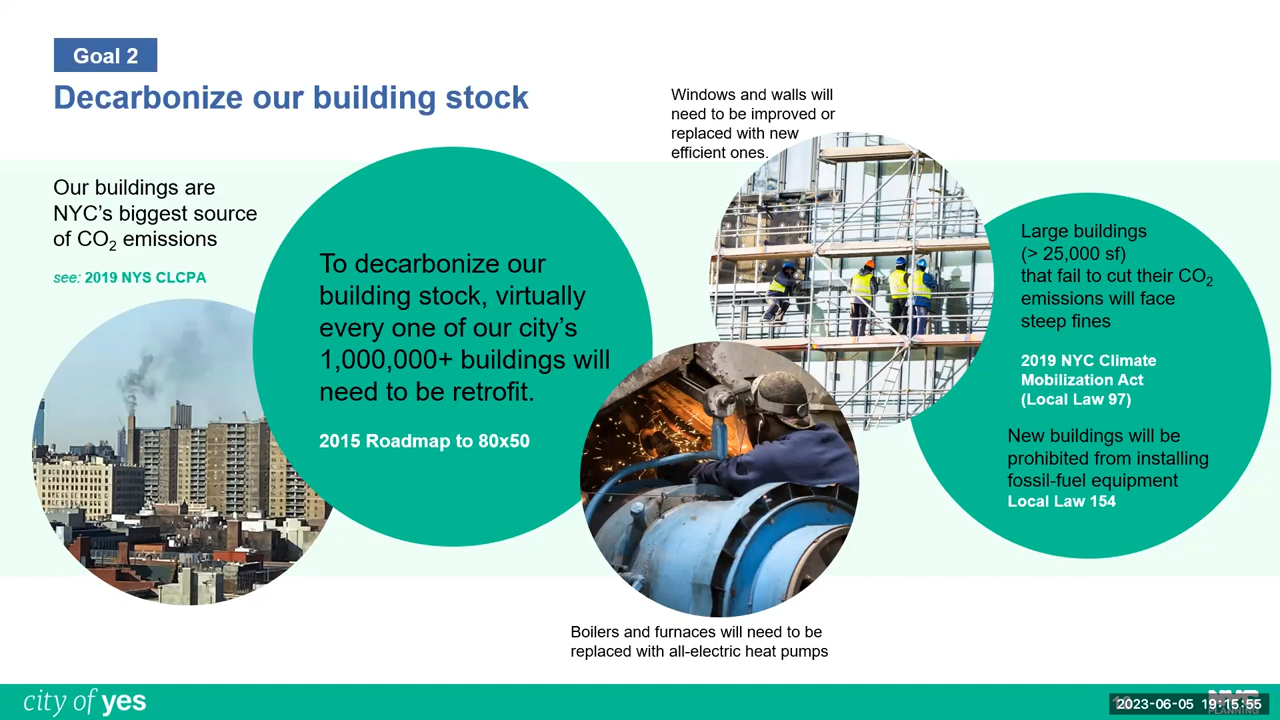 Goal 2
Decarbonize our building stock
Our buildings are
NYC's biggest source
of CO₂ emissions
see: 2019 NYS CLCPA
To decarbonize our
building stock, virtually
every one of our city's
1,000,000+ buildings will
need to be retrofit.
2015 Roadmap to 80x50
Windows and walls will
need to be improved or
replaced with new
efficient ones.
Boilers and furnaces will need to be
replaced with all-electric heat pumps
Large buildings
(> 25,000 sf)
that fail to cut their CO₂
emissions will face
steep fines
2019 NYC Climate
Mobilization Act
(Local Law 97)
New buildings will be
prohibited from installing
fossil-fuel equipment
Local Law 154
city of yes
2023-06-05 19:15:55